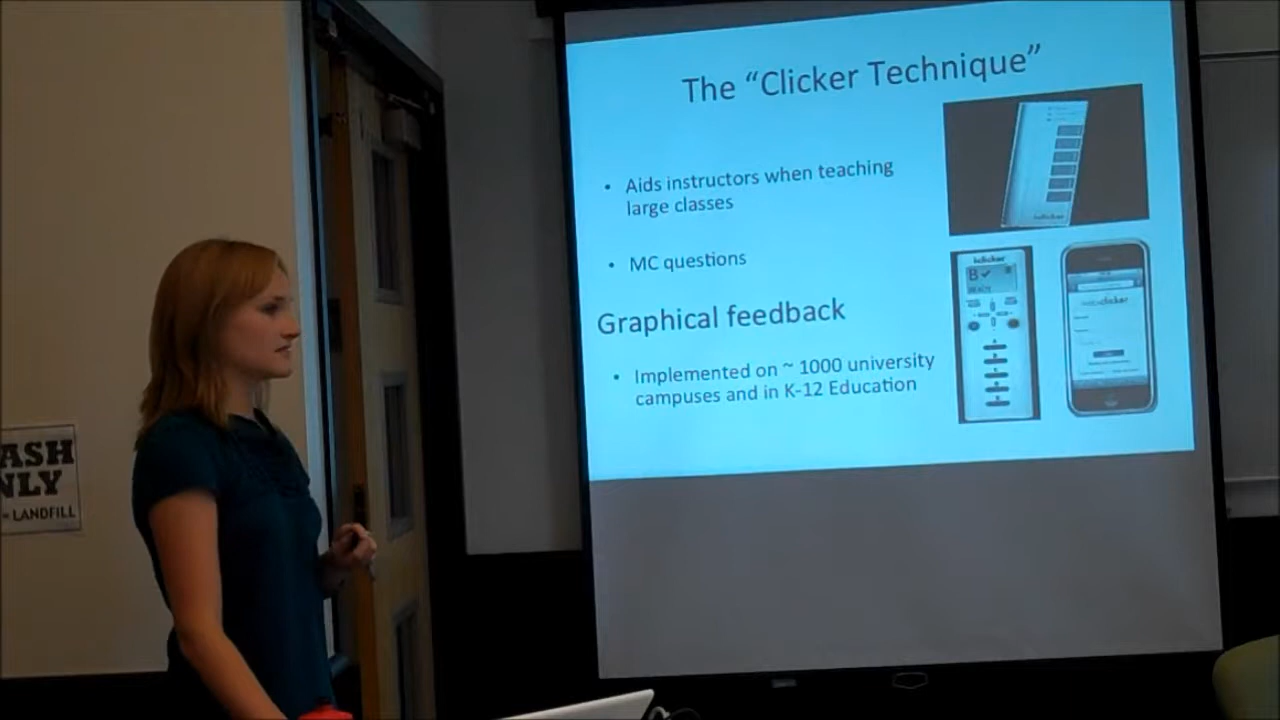 The “Clicker Technique”
• Aids instructors when teaching
large classes
• MC questions
Graphical feedback
• Implemented on ~ 1000 university
campuses and in K-12 Education
iclicker
iclicker
B✓
clicker
ASH
NLY
LANDFILL